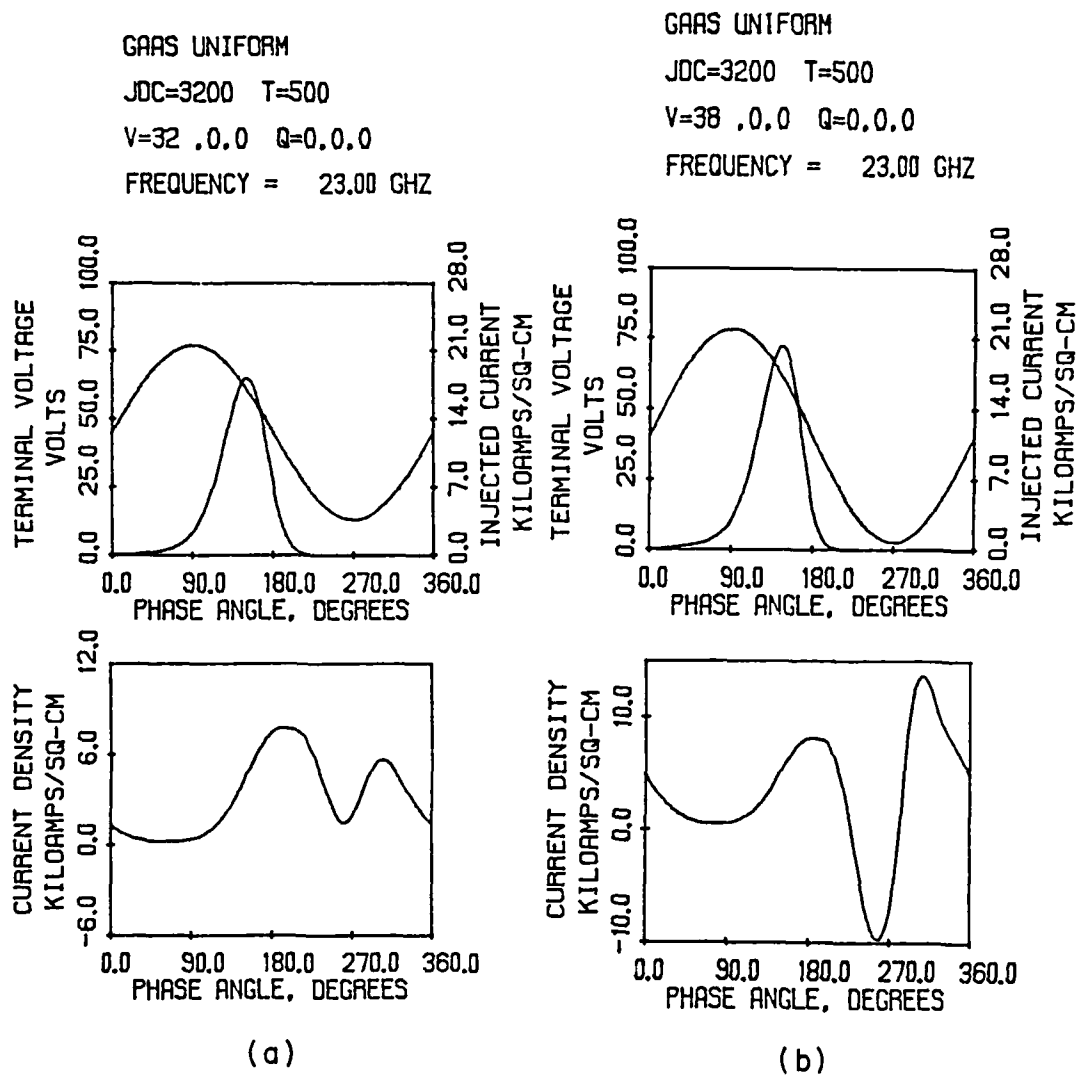 GAAS UNIFORM
JDC=3200 T=500
V=32 ,0.0 Q=0.0.0
FREQUENCY = 23.00 GHZ
TERMINAL VOLTAGE
VOLTS
100.0
75.0
50.0
25.0
0.0
28.0
21.0
14.0
7.0
0.0
INJECTED CURRENT
KILOAMPS/SQ-CM
0.0 90.0 180.0 270.0 360.0
PHASE ANGLE, DEGREES
CURRENT DENSITY
KILOAMPS/SQ-CM
12.0
6.0
0.0
-6.0
0.0 90.0 180.0 270.0 360.0
PHASE ANGLE, DEGREES
(a)
GAAS UNIFORM
JDC=3200 T=500
V=38 ,0.0 Q=0.0.0
FREQUENCY = 23.00 GHZ
TERMINAL VOLTAGE
VOLTS
100.0
75.0
50.0
25.0
0.0
28.0
21.0
14.0
7.0
0.0
INJECTED CURRENT
KILOAMPS/SQ-CM
0.0 90.0 180.0 270.0 360.0
PHASE ANGLE, DEGREES
CURRENT DENSITY
KILOAMPS/SQ-CM
10.0
0.0
-10.0
0.0 90.0 180.0 270.0 360.0
PHASE ANGLE, DEGREES
(b)